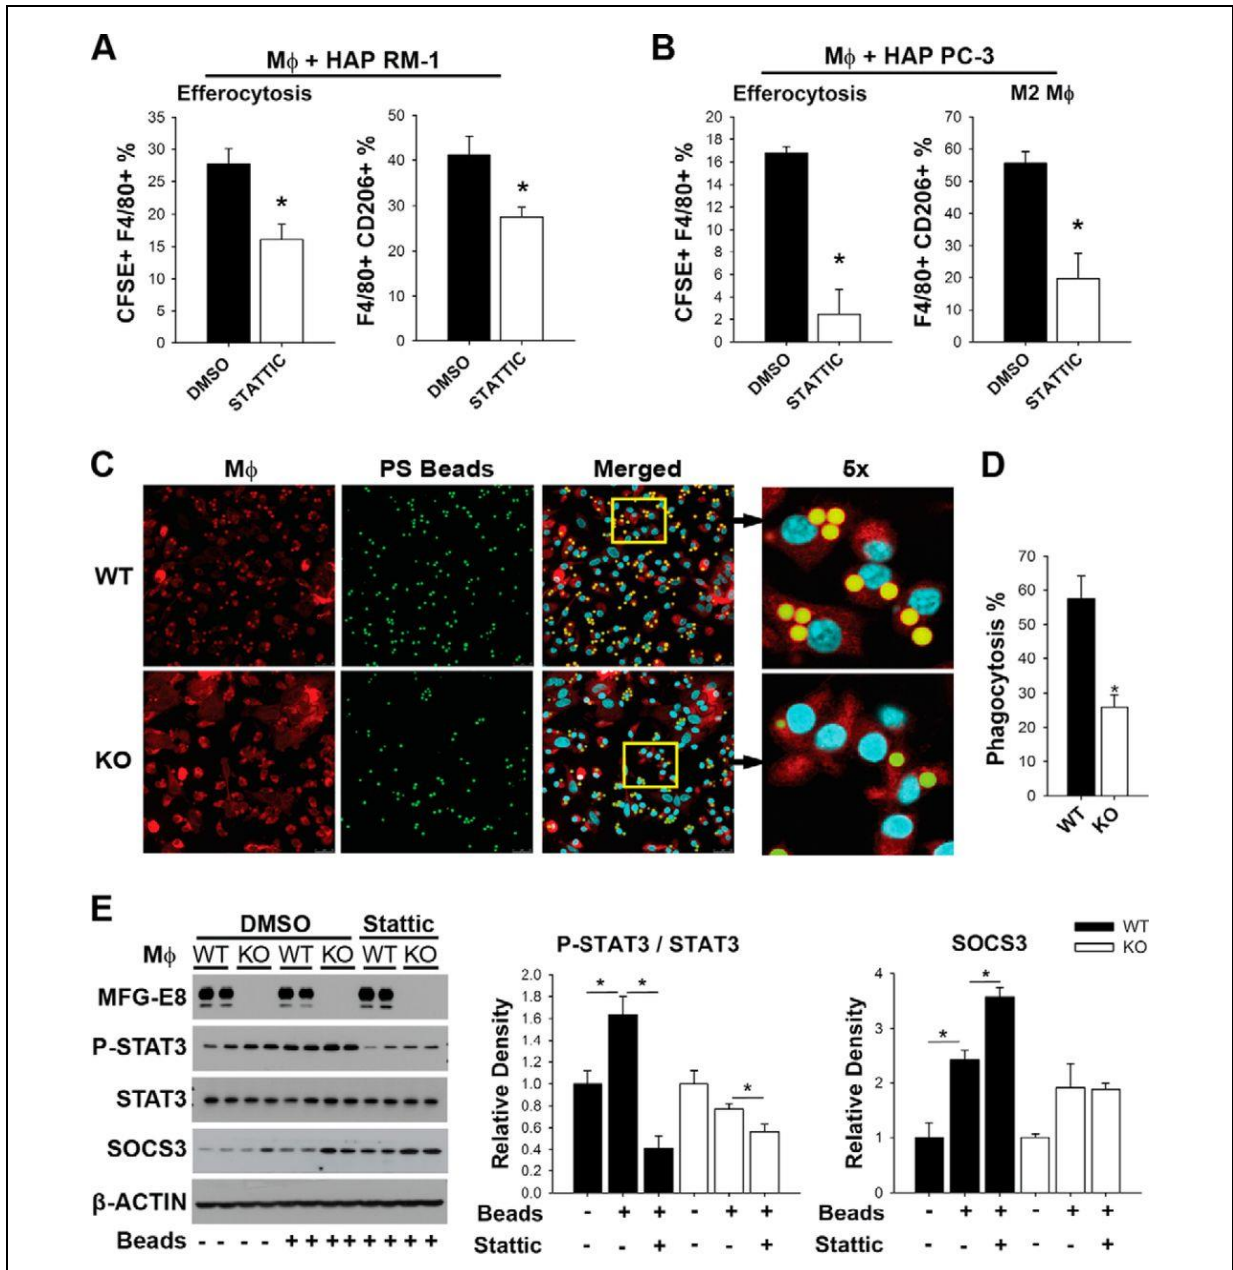 A
Mϕ + HAP RM-1
Efferocytosis
CFSE+ F4/80+ %
35
30
25
20
15
10
5
0
*
DMSO
STATTIC
F4/80+ CD206+ %
50
40
30
20
10
0
*
DMSO
STATTIC
B
Mϕ + HAP PC-3
Efferocytosis
M2 Mϕ
CFSE+ F4/80+ %
20
18
16
14
12
10
8
6
4
2
0
*
DMSO
STATTIC
F4/80+ CD206+ %
70
60
50
40
30
20
10
0
*
DMSO
STATTIC
C
Mϕ
PS Beads
Merged
5x
WT
KO
D
Phagocytosis %
70
60
50
40
30
20
10
0
*
WT
KO
E
DMSO Stattic
Mϕ WT KO WT KO WT KO
MFG-E8
P-STAT3
STAT3
SOCS3
β-ACTIN
Beads - - - - + + + + + + + +
P-STAT3 / STAT3
Relative Density
2.0
1.8
1.6
1.4
1.2
1.0
0.8
0.6
0.4
0.2
0.0
* * *
Beads - + + - + +
Stattic - - + - - +
SOCS3
WT
KO
Relative Density
4
3
2
1
0
* *
Beads - + + - + +
Stattic - - + - - +